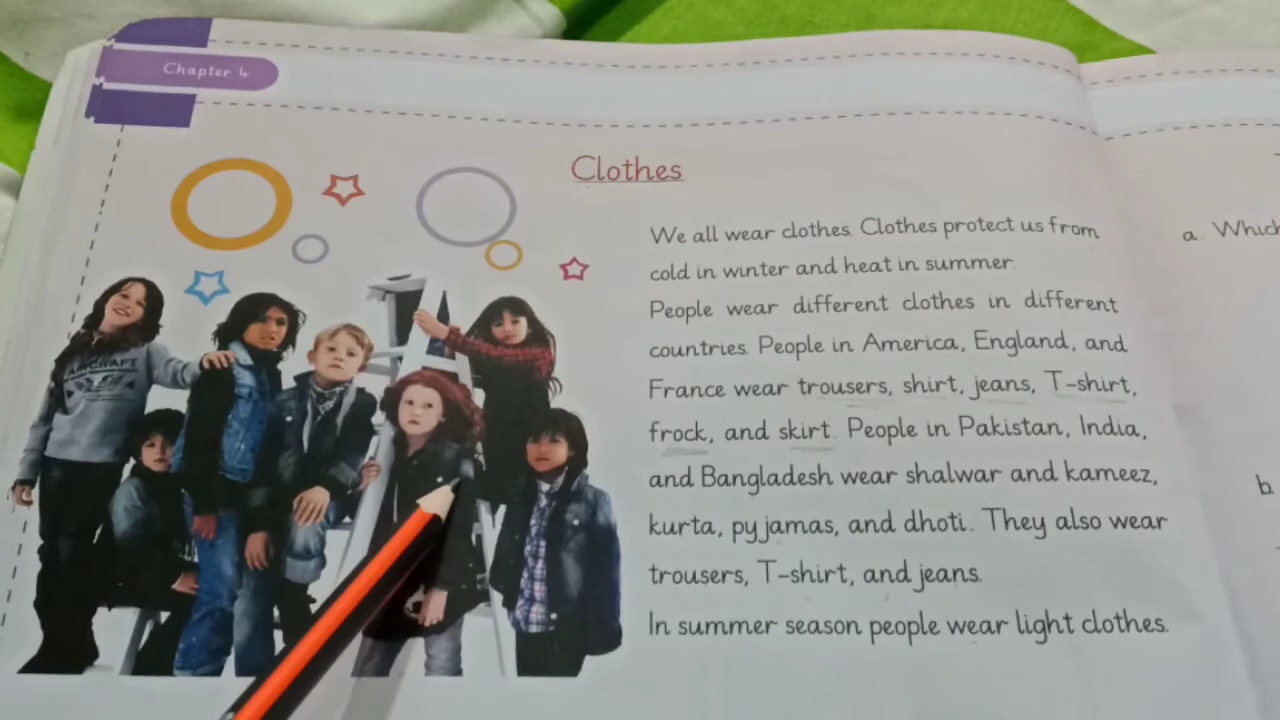 Chapter 4
Clothes
We all wear clothes. Clothes protect us from
cold in winter and heat in summer.
People wear different clothes in different
countries. People in America, England, and
France wear trousers, shirt, jeans, T-shirt,
frock, and skirt. People in Pakistan, India,
and Bangladesh wear shalwar and kameez,
kurta, pyjamas, and dhoti. They also wear
trousers, T-shirt, and jeans.
In summer season people wear light clothes.
a. Which
b.